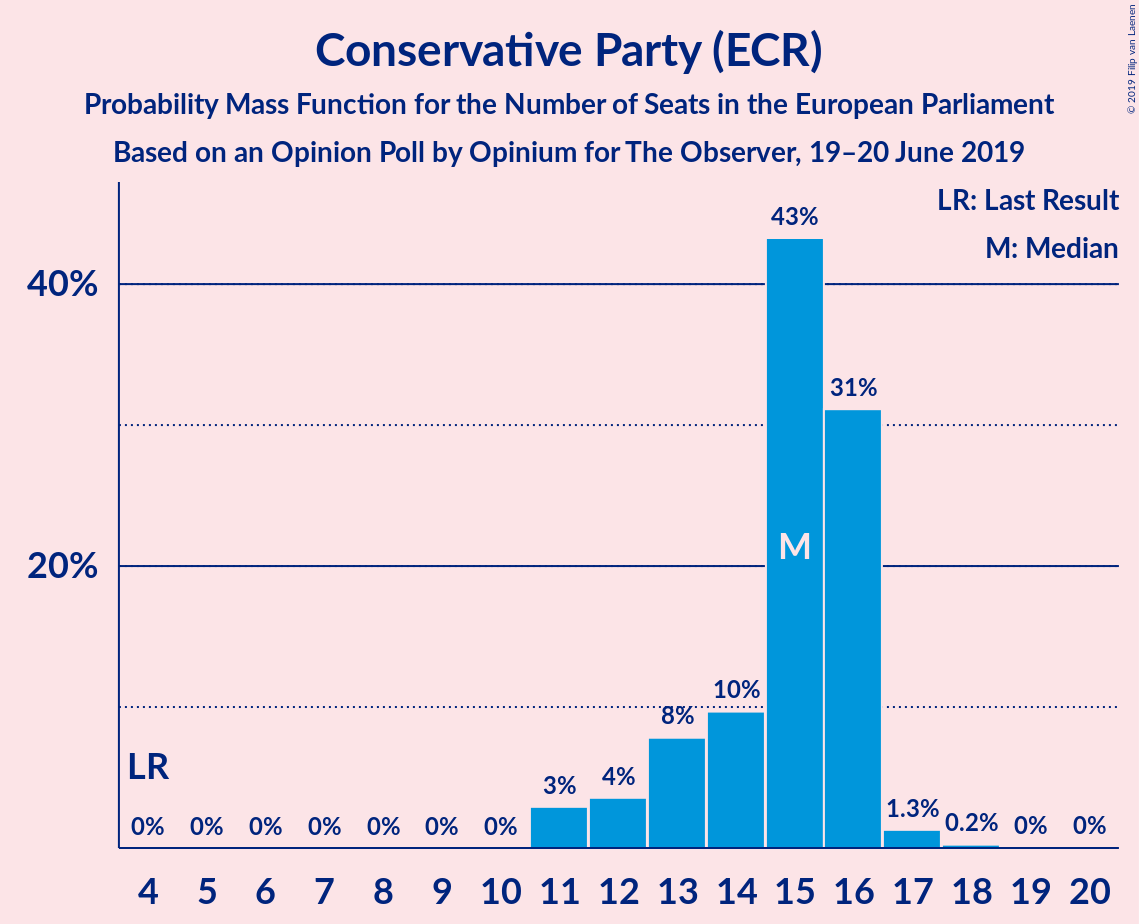 Conservative Party (ECR)
Probability Mass Function for the Number of Seats in the European Parliament
Based on an Opinion Poll by Opinium for The Observer, 19–20 June 2019
© 2019 Filip van Laenen
LR: Last Result
M: Median
43%
40%
31%
M
20%
10%
8%
LR
3%
4%
0% 0% 0% 0% 0% 0% 0% 1.3% 0.2% 0% 0%
4 5 6 7 8 9 10 11 12 13 14 15 16 17 18 19 20